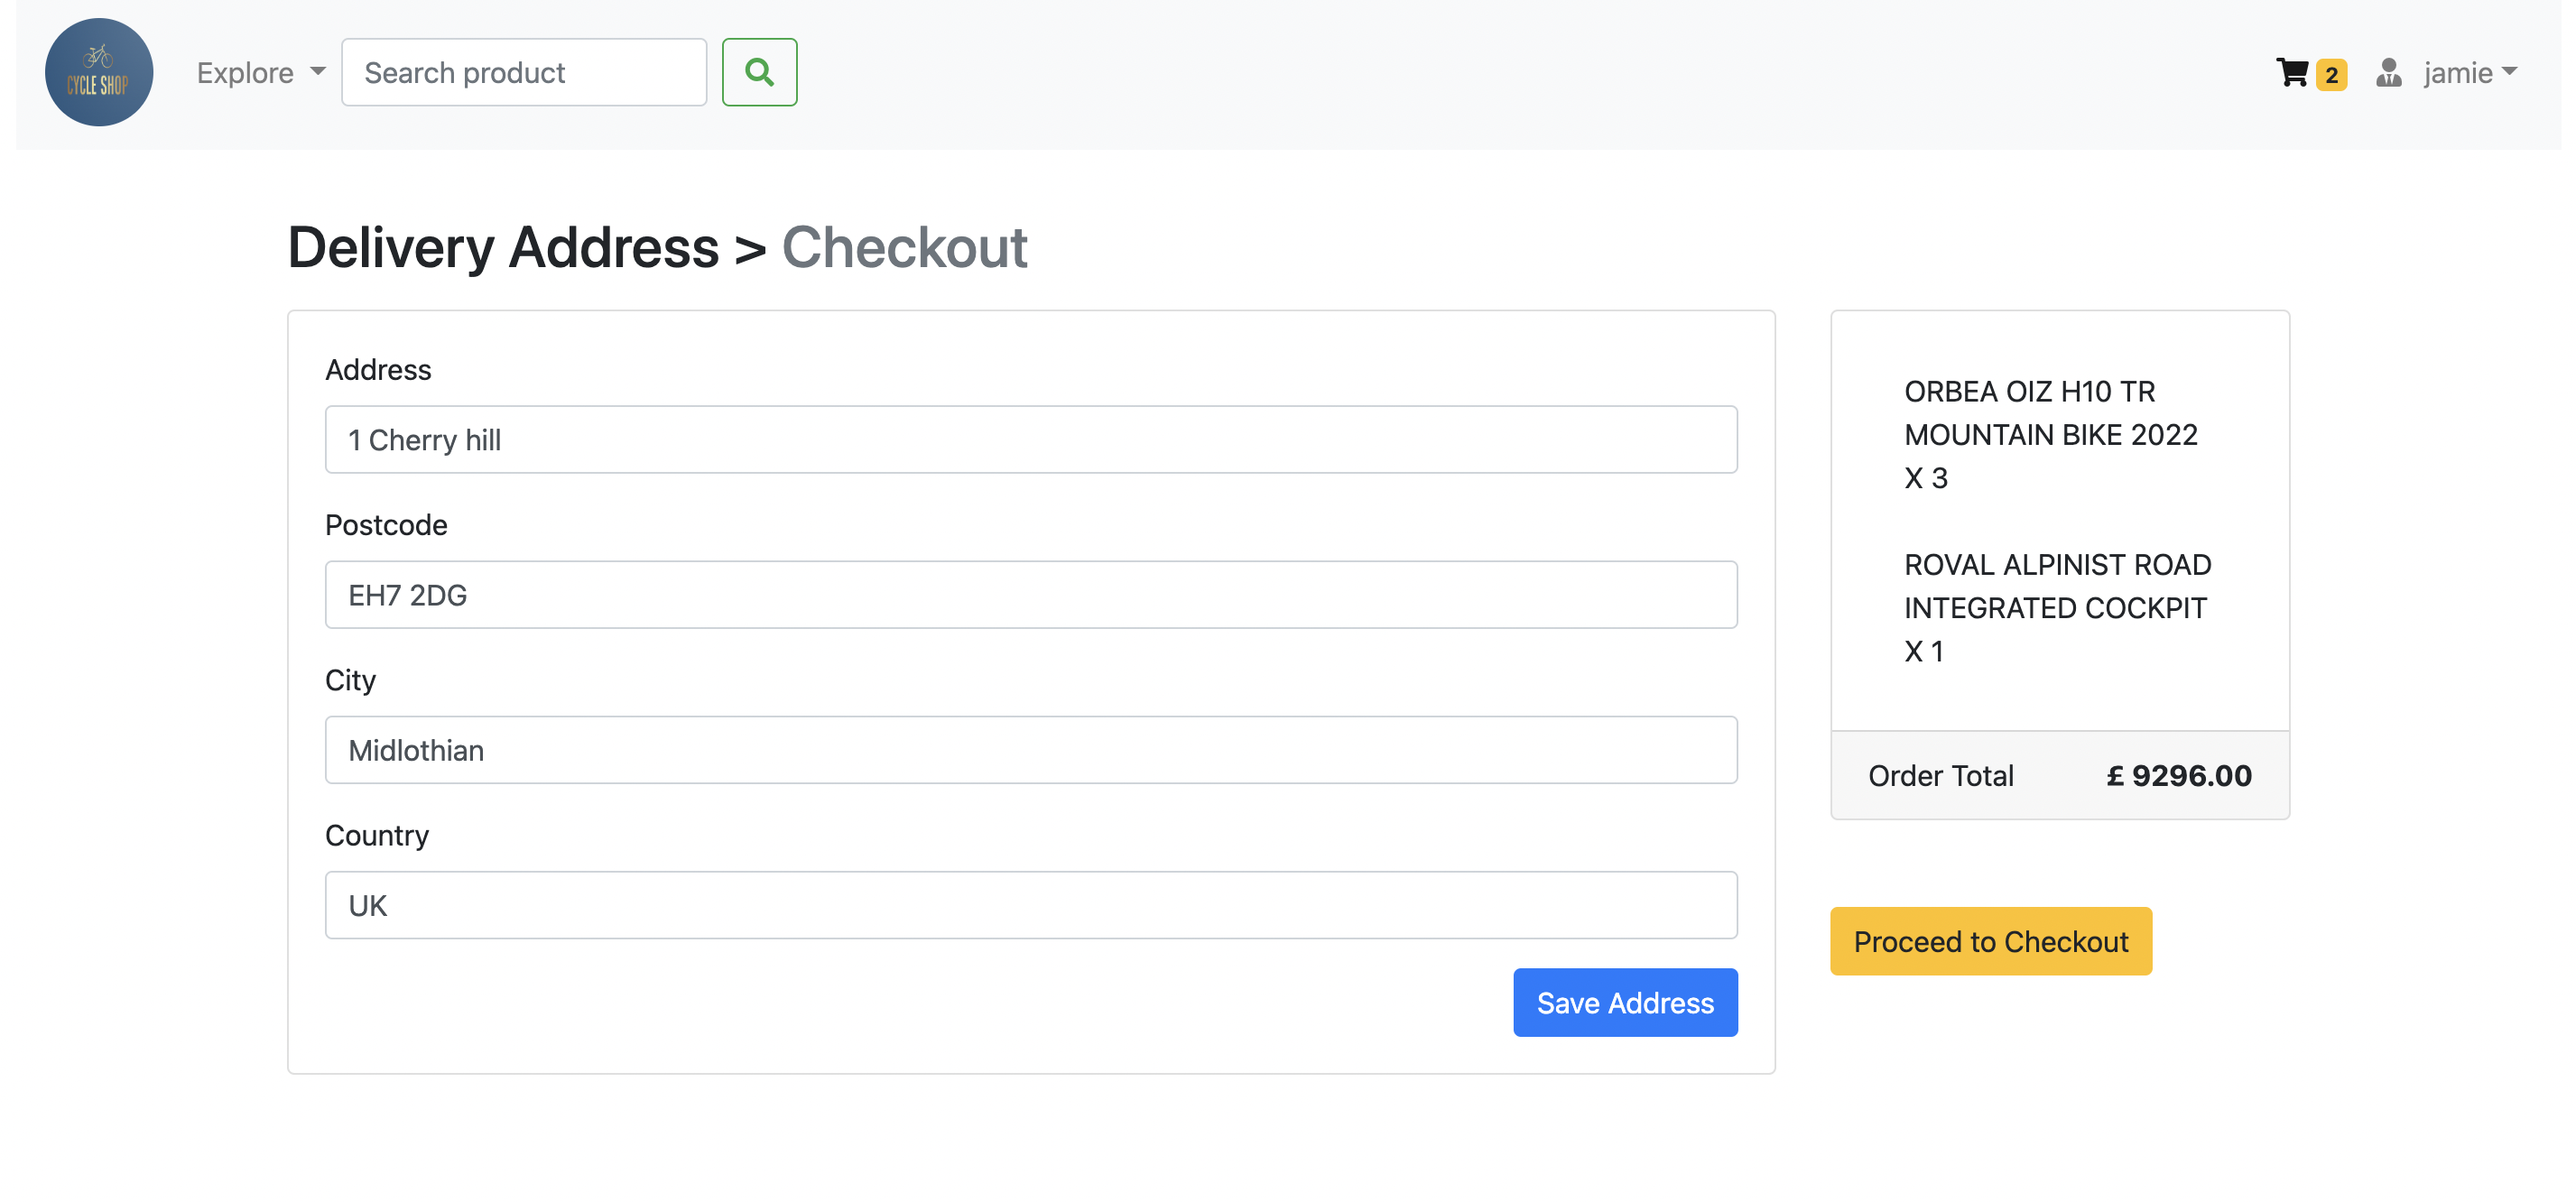 CYCLE SHOP
Explore
Search product
2
jamie
Delivery Address > Checkout
Address
1 Cherry hill
Postcode
EH7 2DG
City
Midlothian
Country
UK
Save Address
ORBEA OIZ H10 TR
MOUNTAIN BIKE 2022
X 3
ROVAL ALPINIST ROAD
INTEGRATED COCKPIT
X 1
Order Total £ 9296.00
Proceed to Checkout